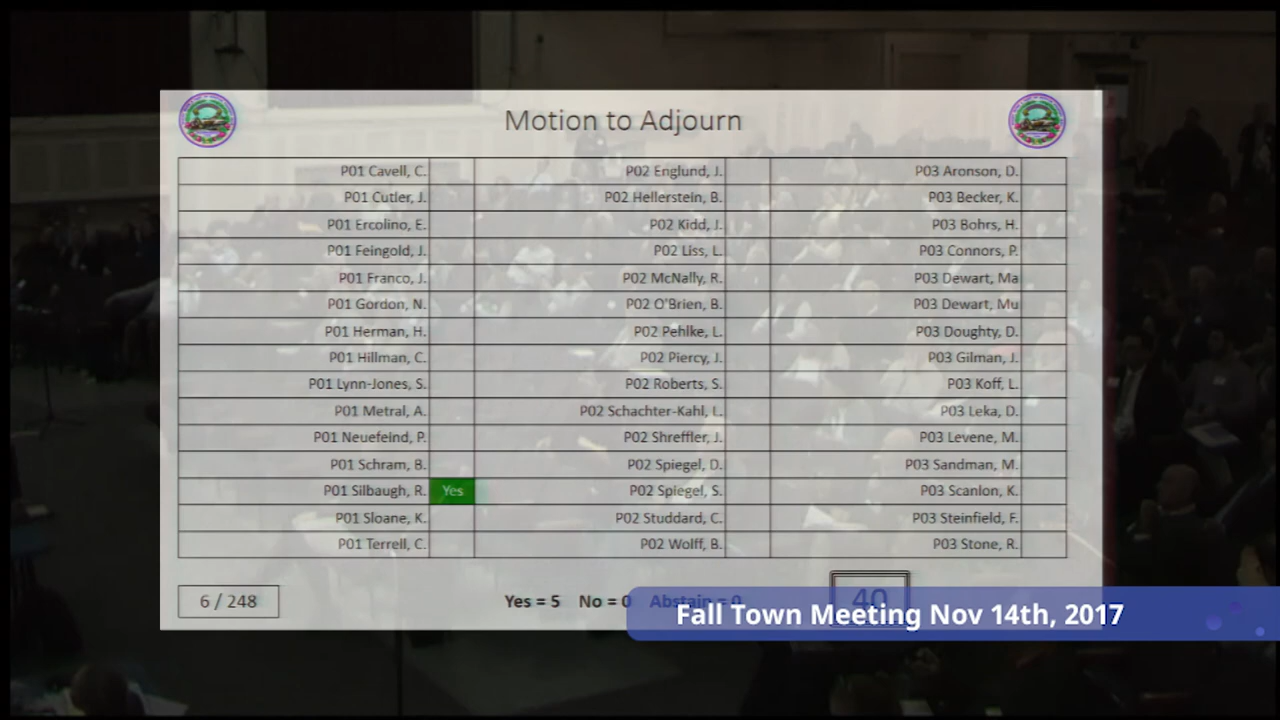 Motion to Adjourn
P01 Cavell, C. P02 Englund, J. P03 Aronson, D.
P01 Cutler, J. P02 Hellerstein, B. P03 Becker, K.
P01 Ercolino, E. P02 Kidd, J. P03 Bohrs, H.
P01 Feingold, J. P02 Liss, L. P03 Connors, P.
P01 Franco, J. P02 McNally, R. P03 Dewart, Ma
P01 Gordon, N. P02 O'Brien, B. P03 Dewart, Mu
P01 Herman, H. P02 Pehlke, L. P03 Doughty, D.
P01 Hillman, C. P02 Piercy, J. P03 Gilman, J.
P01 Lynn-Jones, S. P02 Roberts, S. P03 Koff, L.
P01 Metral, A. P02 Schachter-Kahl, L. P03 Leka, D.
P01 Neuefeind, P. P02 Shreffler, J. P03 Levene, M.
P01 Schram, B. P02 Spiegel, D. P03 Sandman, M.
P01 Silbaugh, R. Yes P02 Spiegel, S. P03 Scanlon, K.
P01 Sloane, K. P02 Studdard, C. P03 Steinfield, F.
P01 Terrell, C. P02 Wolff, B. P03 Stone, R.
6 / 248 Yes = 5 No = 0 Abstain = 0 40
Fall Town Meeting Nov 14th, 2017